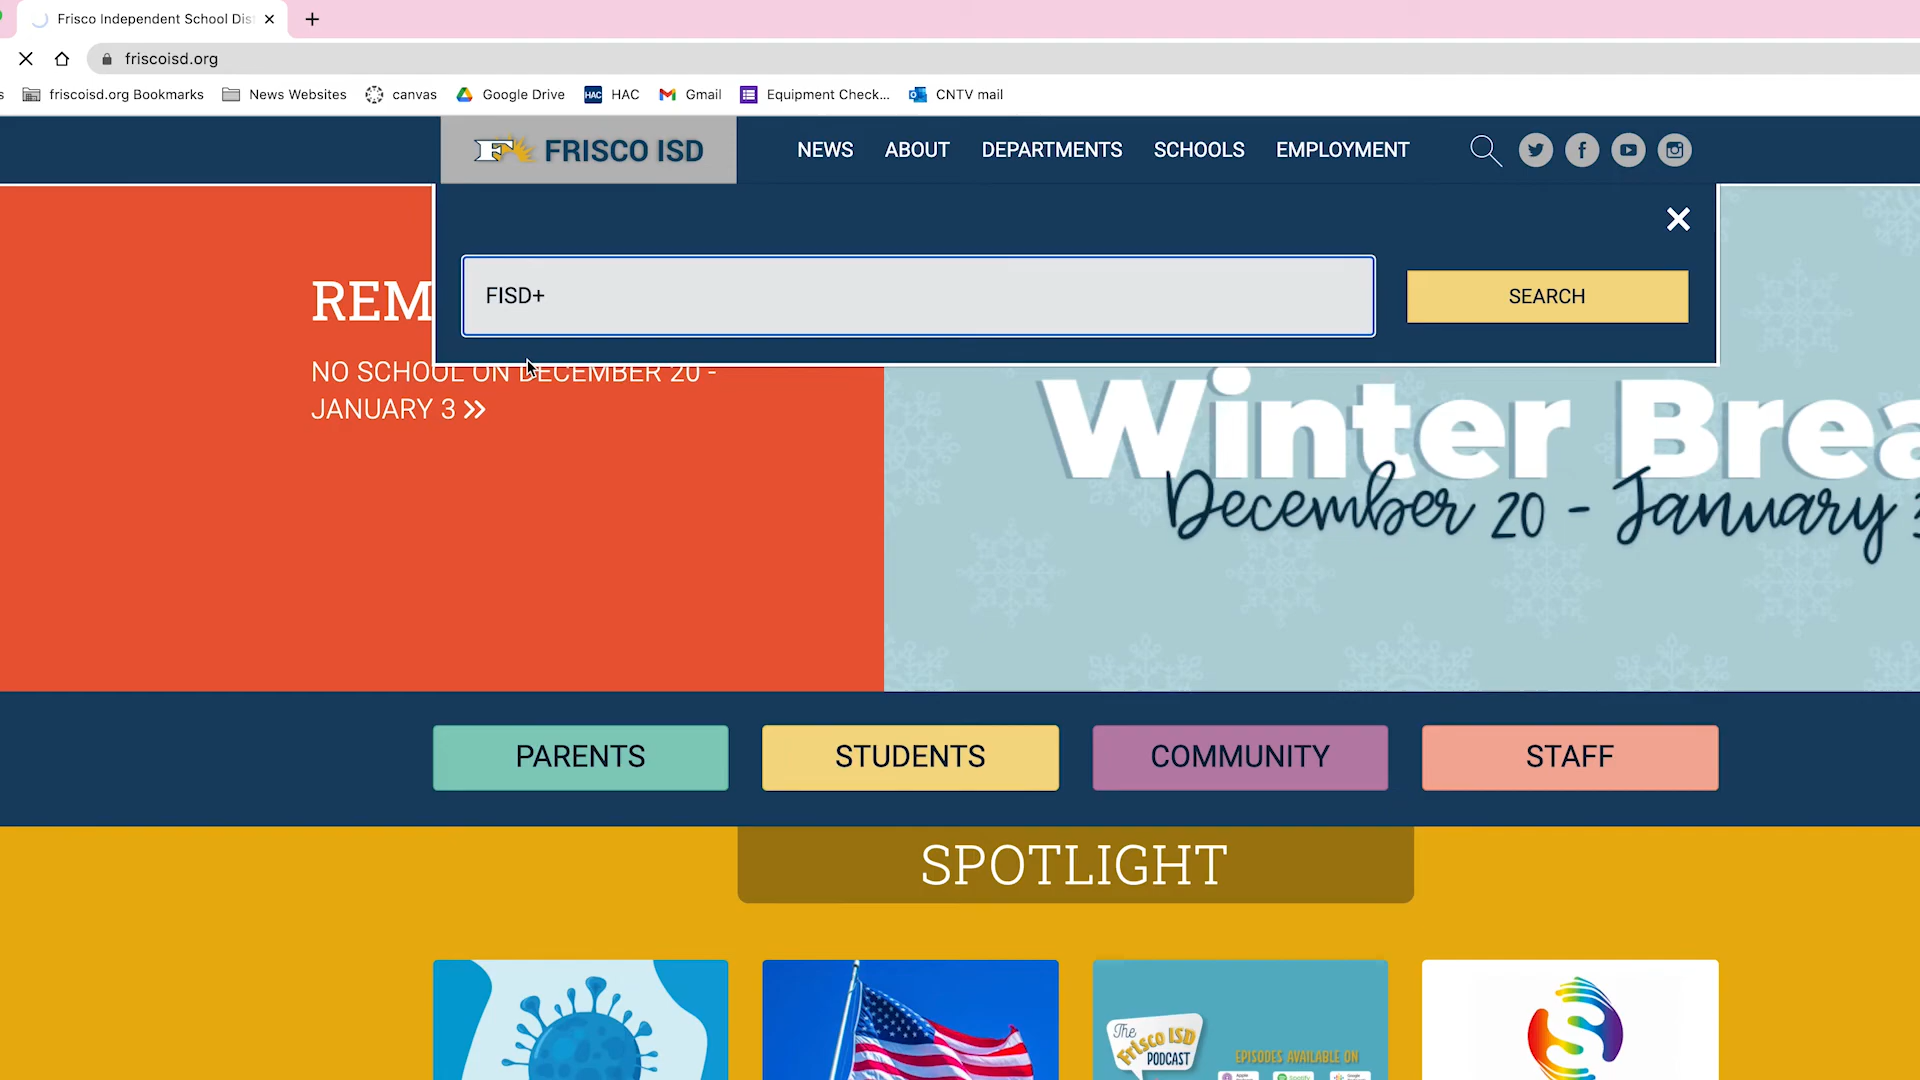 Frisco Independent School Dis
friscoisd.org
friscoisd.org Bookmarks
News Websites
canvas
Google Drive
HAC HAC
Gmail
Equipment Check...
CNTV mail
F FRISCO ISD
NEWS
ABOUT
DEPARTMENTS
SCHOOLS
EMPLOYMENT
FISD+
SEARCH
REM
NO SCHOOL ON DECEMBER 20 -
JANUARY 3
Winter Brea
December 20 - January 3
PARENTS
STUDENTS
COMMUNITY
STAFF
SPOTLIGHT
The
Frisco ISD
PODCAST
EPISODES AVAILABLE ON